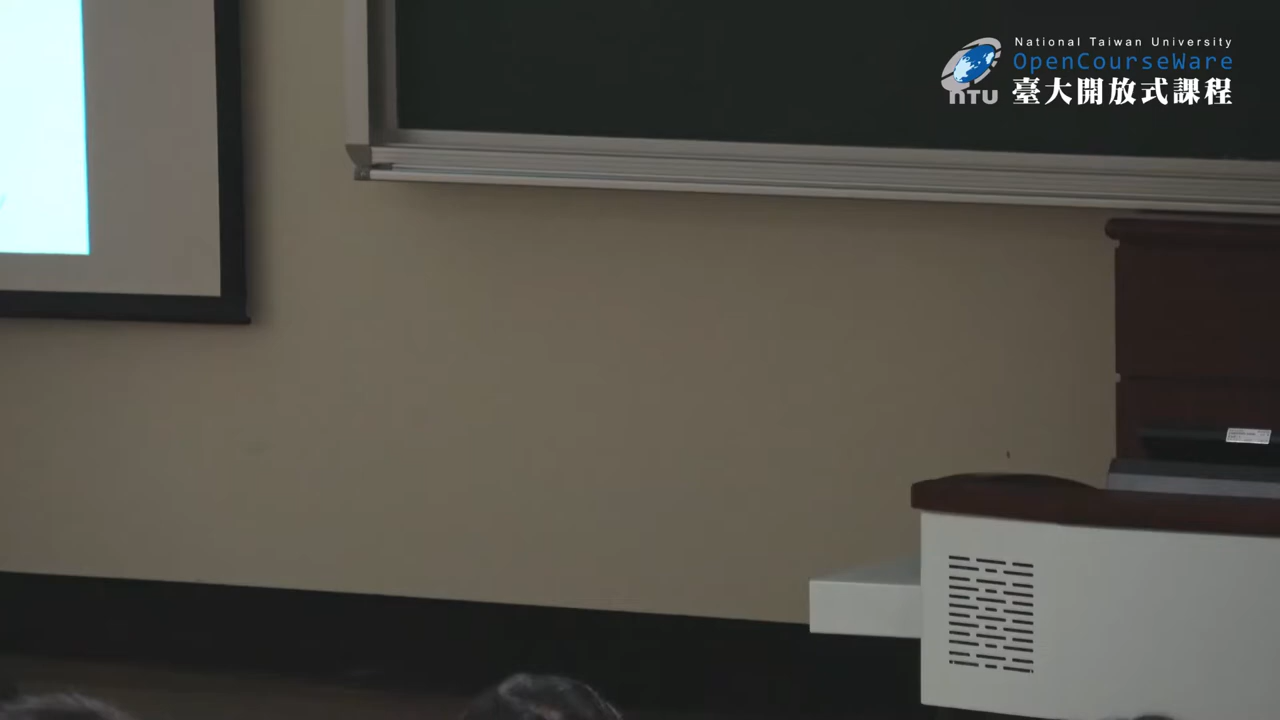 National Taiwan University
OpenCourseWare
nTU
臺大開放式課程